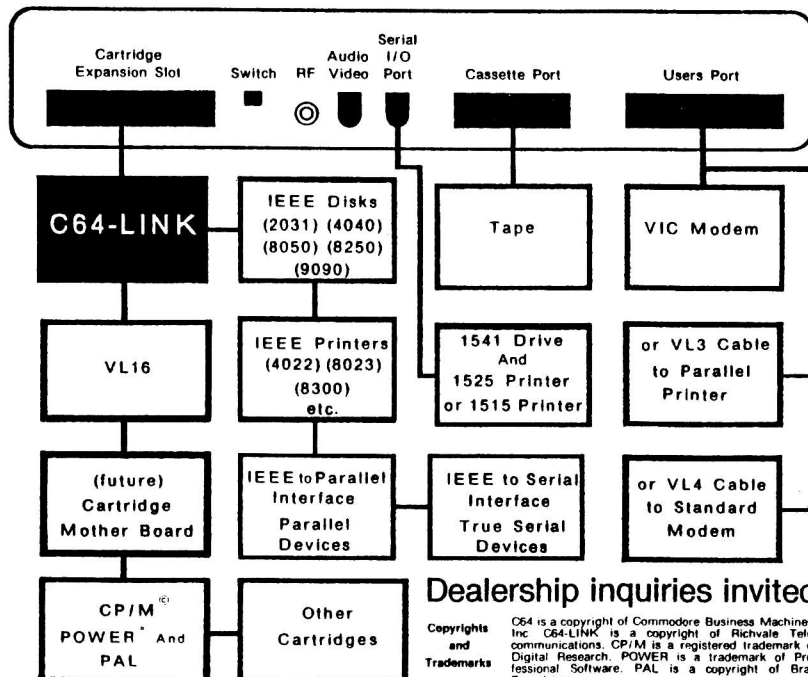 Cartridge
Expansion Slot
Switch
RF
Audio
Video
Serial
I/O
Port
Cassette Port
Users Port
C64-LINK
IEEE Disks
(2031) (4040)
(8050) (8250)
(9090)
Tape
VIC Modem
VL16
IEEE Printers
(4022) (8023)
(8300)
etc.
1541 Drive
And
1525 Printer
or 1515 Printer
or VL3 Cable
to Parallel
Printer
(future)
Cartridge
Mother Board
IEEE to Parallel
Interface
Parallel
Devices
IEEE to Serial
Interface
True Serial
Devices
or VL4 Cable
to Standard
Modem
CP/M ©
POWER° And
PAL
Other
Cartridges
Dealership inquiries invited
Copyrights
and
Trademarks
C64 is a copyright of Commodore Business Machine
Inc C64-LINK is a copyright of Richvale Tele
communications. CP/M is a registered trademark
Digital Research. POWER is a trademark of Pro
fessional Software. PAL is a copyright of Bra